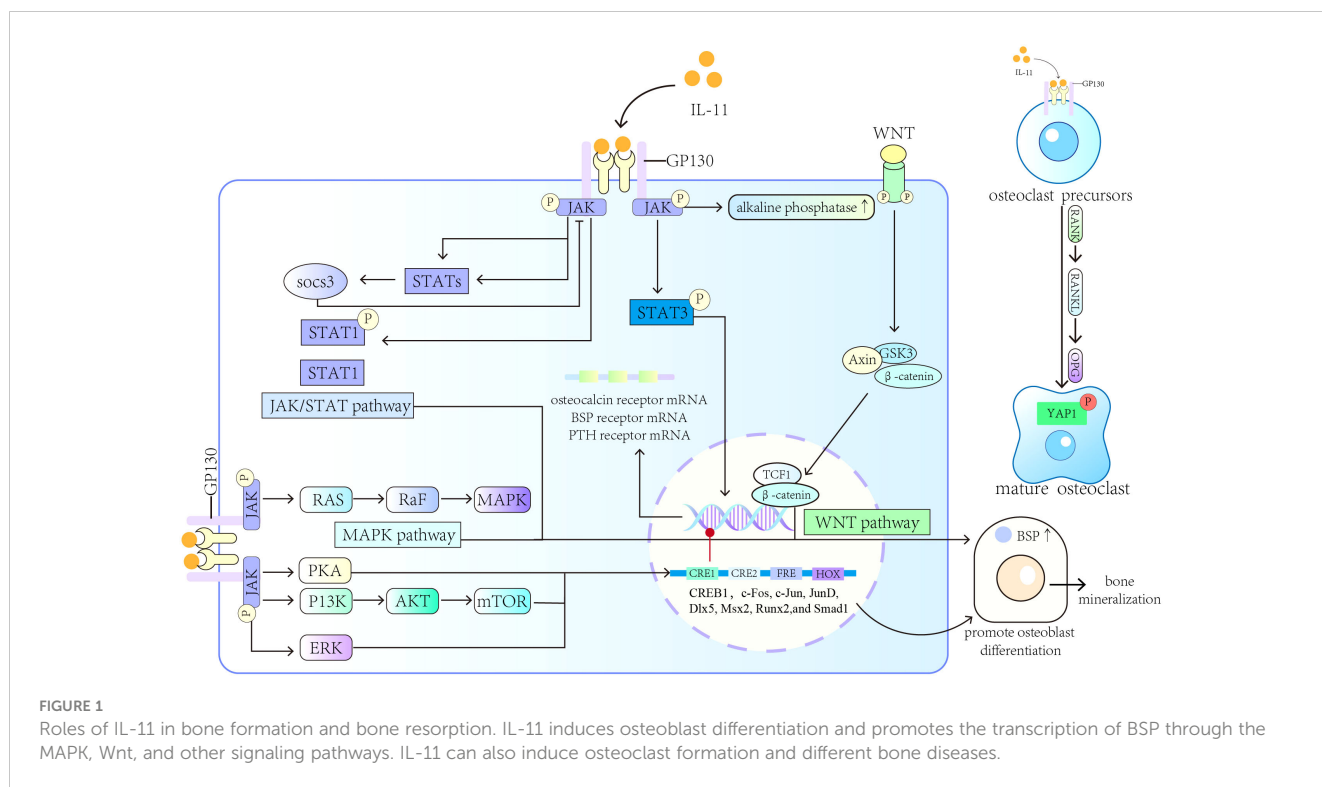 IL-11
GP130
WNT
P
JAK
JAK
P
alkaline phosphatase ↑
P
P
socs3
STATs
STAT3
P
STAT1
P
STAT1
JAK/STAT pathway
Axin
GSK3
β-catenin
osteocalcin receptor mRNA
BSP receptor mRNA
PTH receptor mRNA
TCF1
β-catenin
WNT pathway
GP130
P
JAK
RAS
RaF
MAPK
MAPK pathway
JAK
P
PKA
P13K
AKT
mTOR
ERK
CRE1
CRE2
FRE
HOX
CREB1, c-Fos, c-Jun, JunD,
Dlx5, Msx2, Runx2,and Smad1
IL-11
GP130
osteoclast precursors
RANK
RANKL
OPG
YAP1
P
mature osteoclast
BSP ↑
bone
mineralization
promote osteoblast
differentiation
FIGURE 1
Roles of IL-11 in bone formation and bone resorption. IL-11 induces osteoblast differentiation and promotes the transcription of BSP through the
MAPK, Wnt, and other signaling pathways. IL-11 can also induce osteoclast formation and different bone diseases.